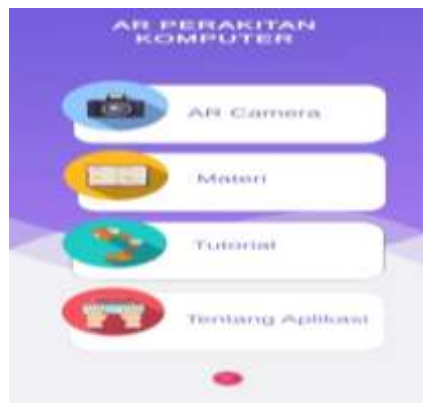 AR PERAKITAN
KOMPUTER
AR Camera
Materi
Tutorial
Tentang Aplikasi